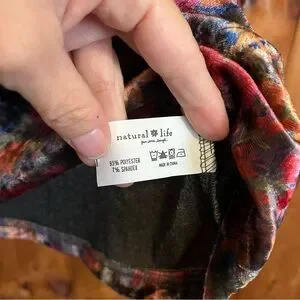 natural life
93% POLYESTER
7% SPANDEX
MADE IN CHINA